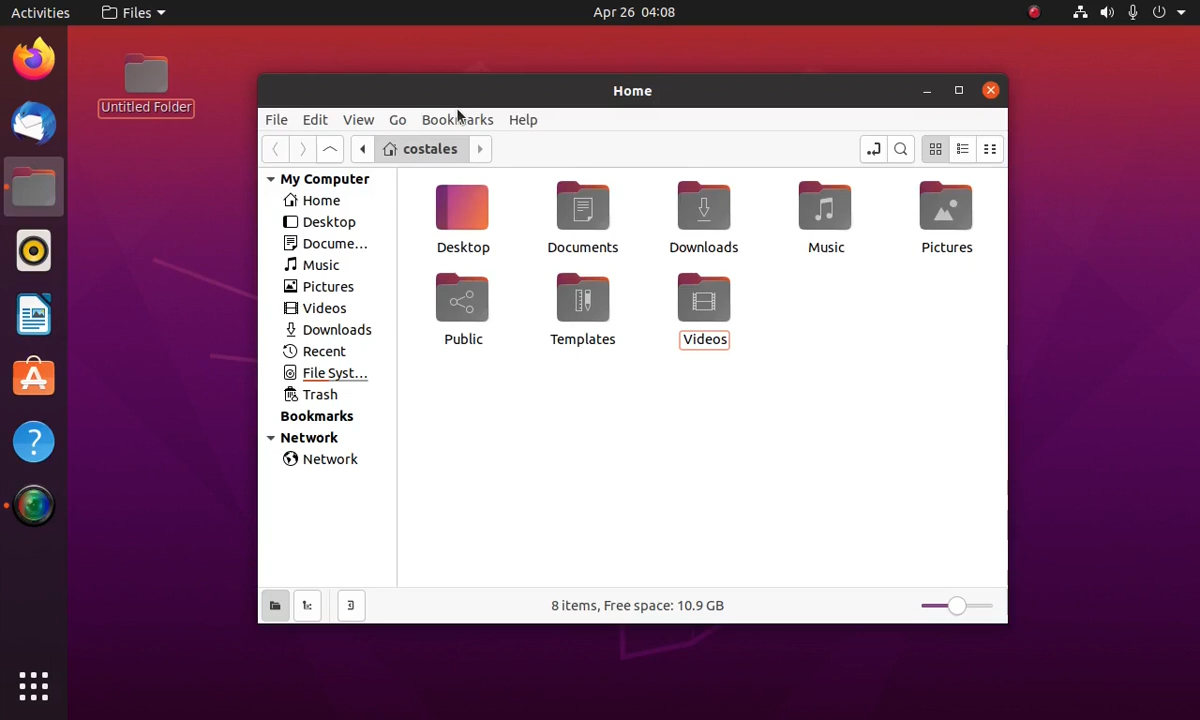 Activities
Files
Apr 26 04:08
Untitled Folder
Home
File Edit View Go Bookmarks Help
costales
My Computer
Home
Desktop
Docume...
Music
Pictures
Videos
Downloads
Recent
File Syst...
Trash
Bookmarks
Network
Network
Desktop Documents Downloads Music Pictures
Public Templates Videos
8 items, Free space: 10.9 GB